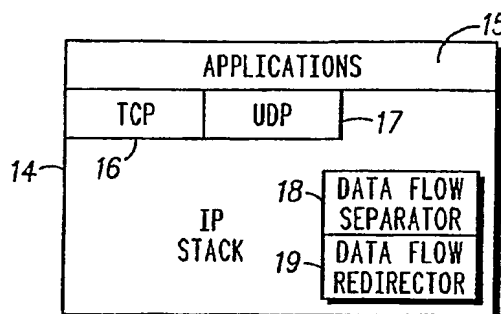 15
APPLICATIONS
TCP UDP 17
16
14
18 DATA FLOW
SEPARATOR
IP
STACK
19 DATA FLOW
REDIRECTOR